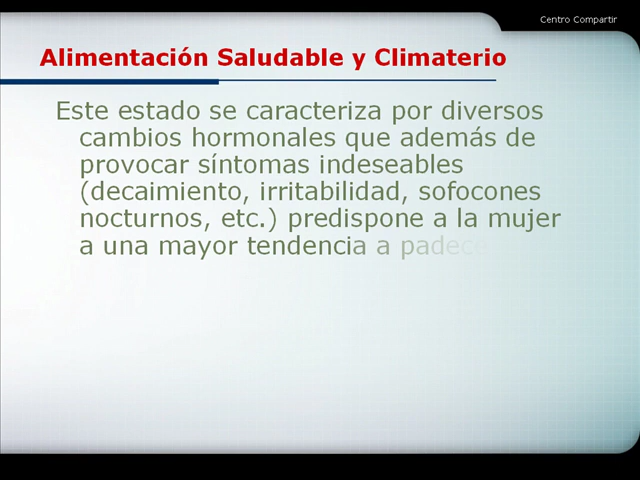 Centro Compartir
Alimentación Saludable y Climaterio
Este estado se caracteriza por diversos
cambios hormonales que además de
provocar síntomas indeseables
(decaimiento, irritabilidad, sofocones
nocturnos, etc.) predispone a la mujer
a una mayor tendencia a padece